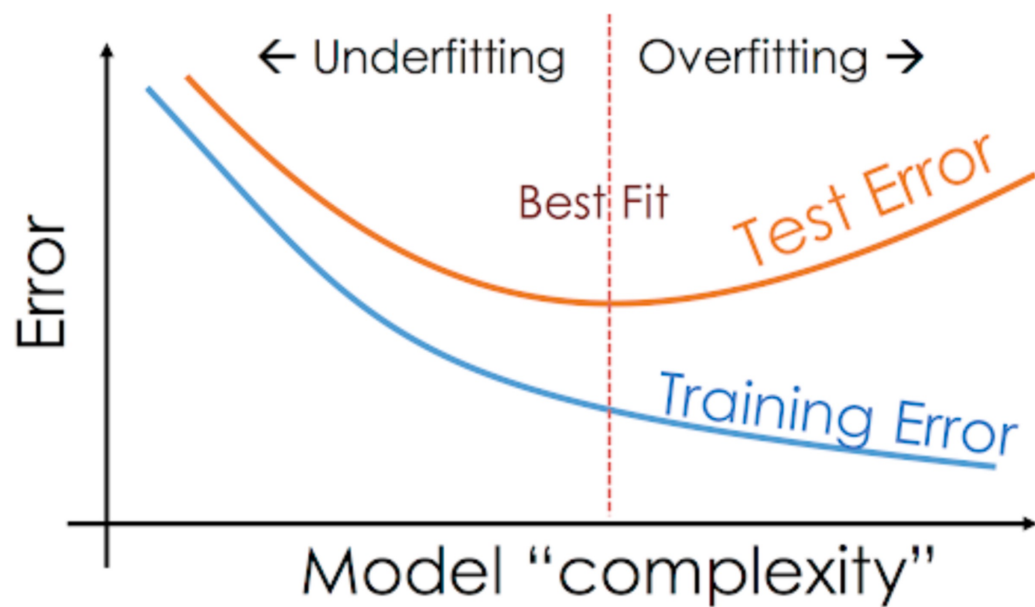 ← Underfitting
Overfitting →
Best Fit
Test Error
Training Error
Error
Model “complexity”